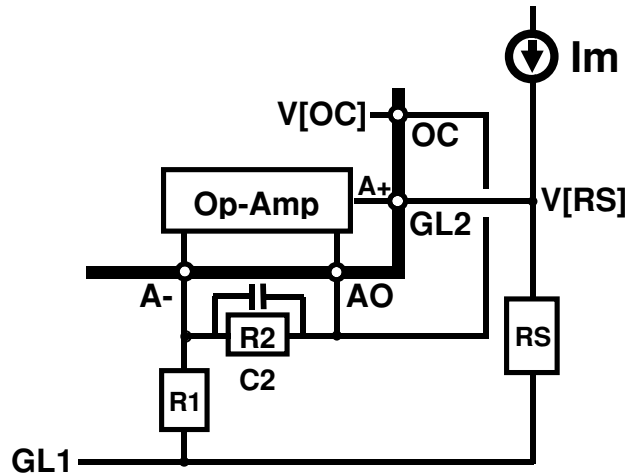 Im
V[OC]
OC
A+
Op-Amp
V[RS]
GL2
A-
AO
R2
RS
C2
R1
GL1